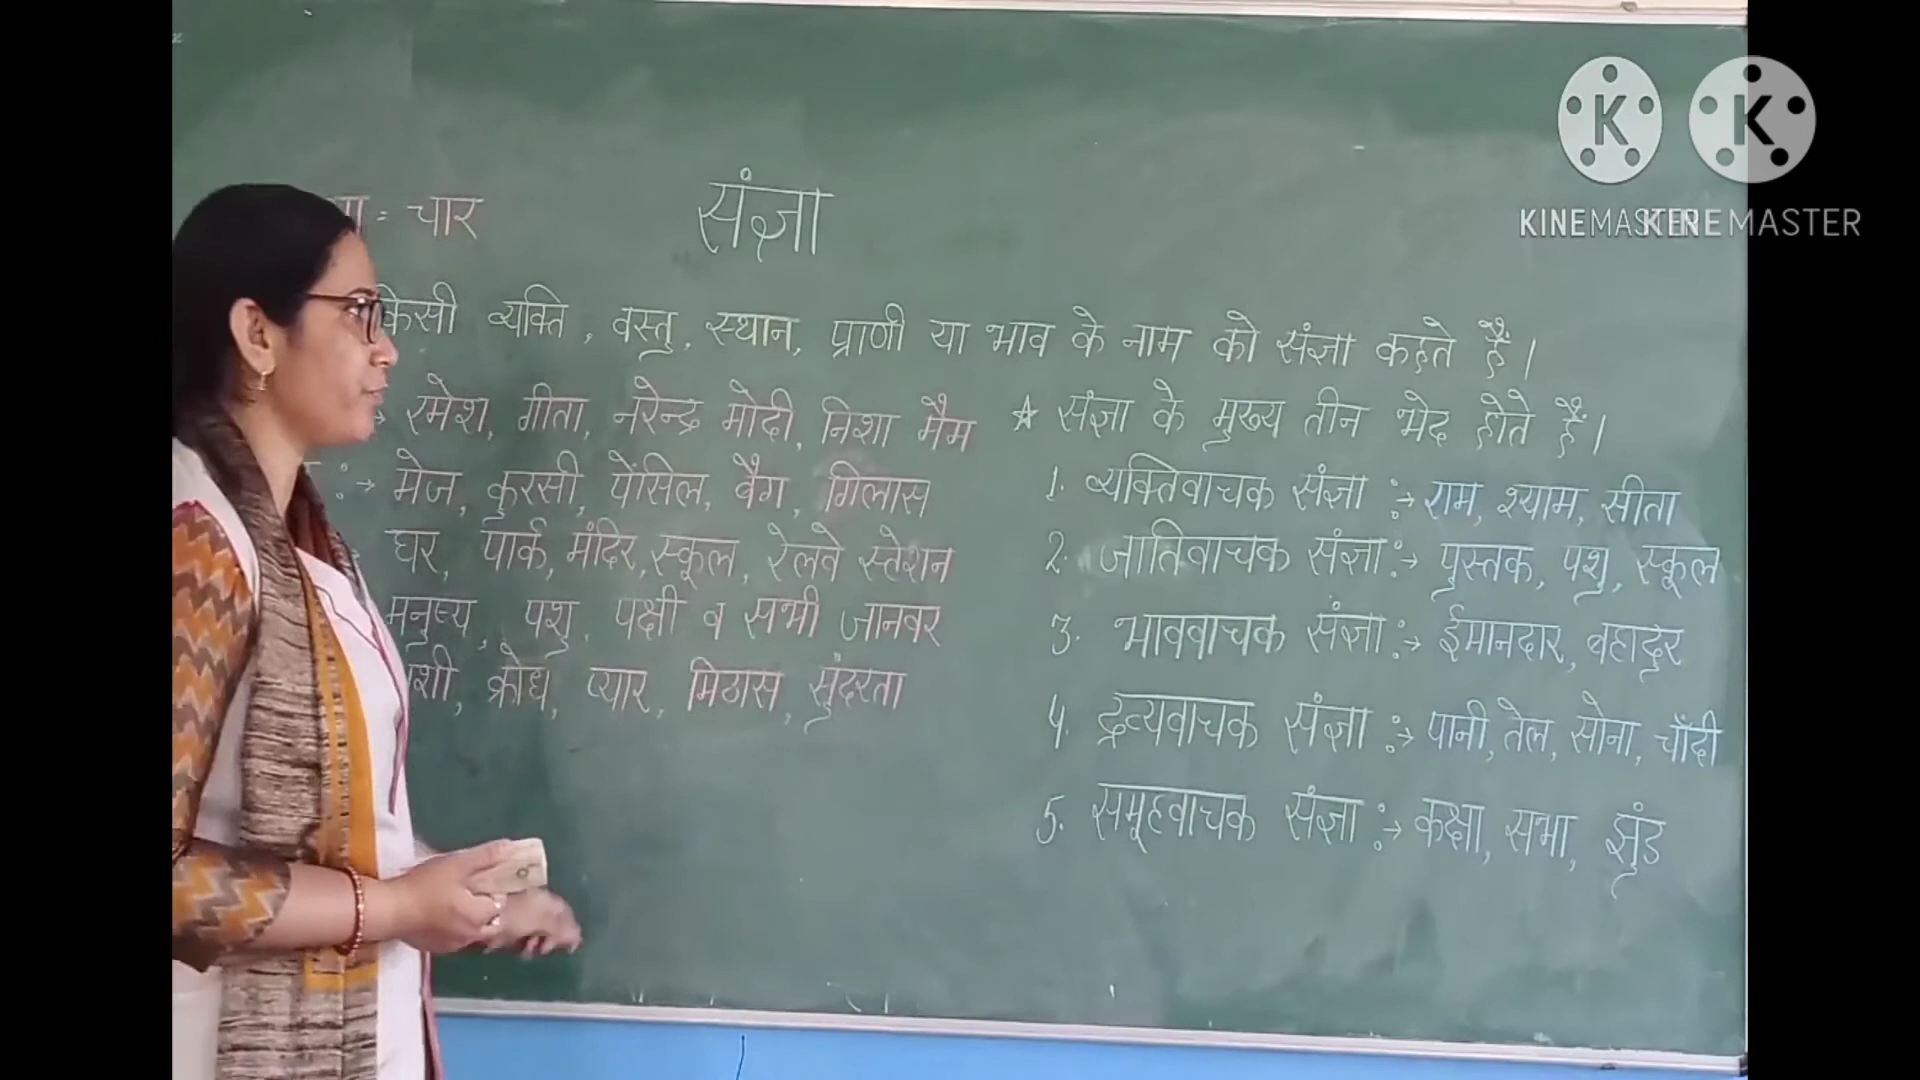 = चार
संज्ञा
किसी व्यक्ति, वस्तु, स्थान, प्राणी या भाव के नाम को संज्ञा कहते हैं।
रमेश, गीता, नरेन्द्र मोदी, निशा मैम
:→ मेज, कुरसी, पेंसिल, बैग, गिलास
घर, पार्क, मंदिर, स्कूल, रेलवे स्टेशन
मनुष्य, पशु, पक्षी व सभी जानवर
क्रोध, प्यार, मिठास, सुंदरता
☆ संज्ञा के मुख्य तीन भेद होते हैं।
1. व्यक्तिवाचक संज्ञा :→ राम, श्याम, सीता
2. जातिवाचक संज्ञा :→ पुस्तक, पशु, स्कूल
3. भाववाचक संज्ञा :→ ईमानदार, बहादुर
4. द्रव्यवाचक संज्ञा :→ पानी, तेल, सोना, चाँदी
5. समूहवाचक संज्ञा :→ कक्षा, सभा, झुंड
K K
KINEMASTER KINEMASTER